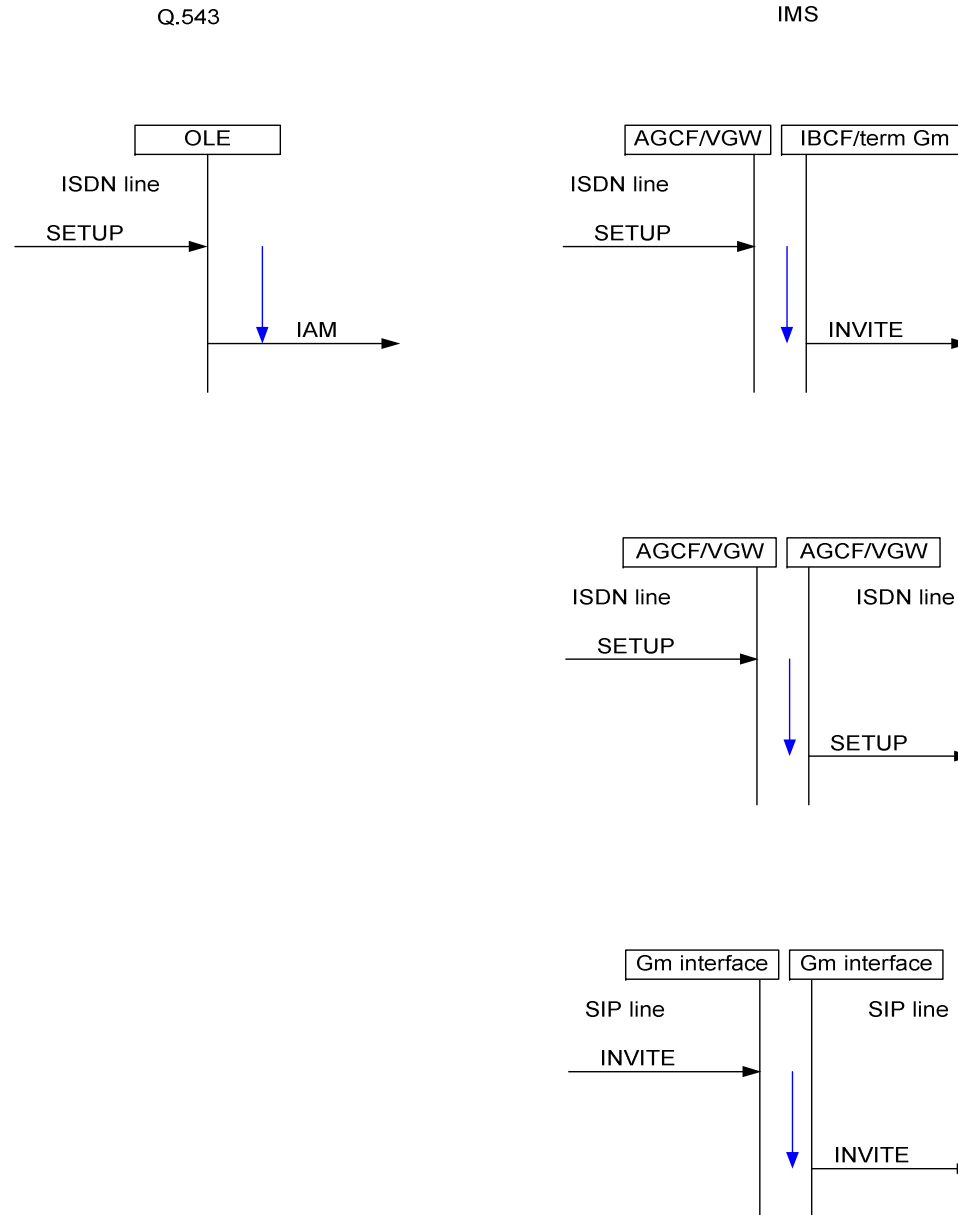 Q.543
IMS
OLE
ISDN line
SETUP
IAM
AGCF/VGW
IBCF/term Gm
ISDN line
SETUP
INVITE
AGCF/VGW
AGCF/VGW
ISDN line
ISDN line
SETUP
SETUP
Gm interface
Gm interface
SIP line
SIP line
INVITE
INVITE